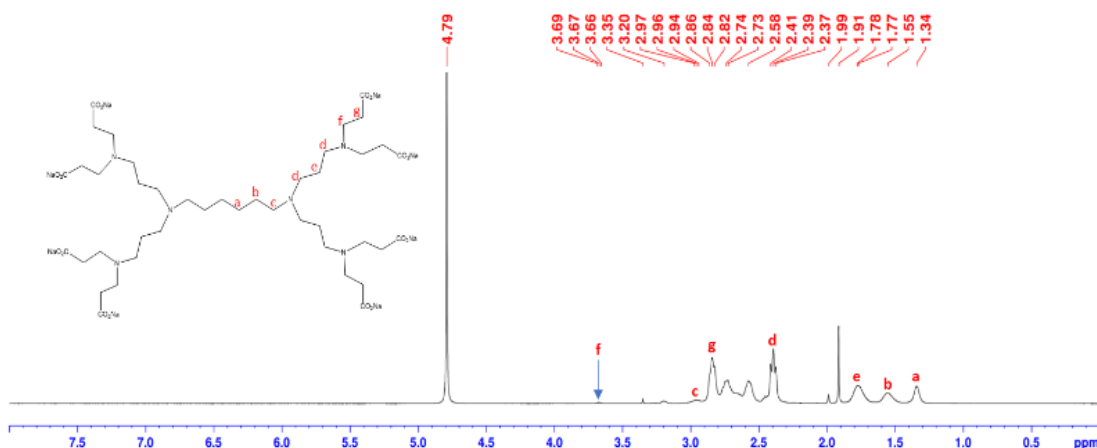 4.79
3.69
3.67
3.66
3.35
3.20
2.97
2.96
2.94
2.86
2.84
2.82
2.74
2.73
2.58
2.41
2.39
2.37
1.99
1.91
1.78
1.77
1.55
1.34
CO₂Na
CO₂Na
g
f
d
CO₂Na
NaO₂C
e
d
b
a
c
NaO₂C
CO₂Na
CO₂Na
CO₂Na
N
N
N
N
N
N
f
g
d
c
e
b
a
7.5 7.0 6.5 6.0 5.5 5.0 4.5 4.0 3.5 3.0 2.5 2.0 1.5 1.0 0.5 ppm